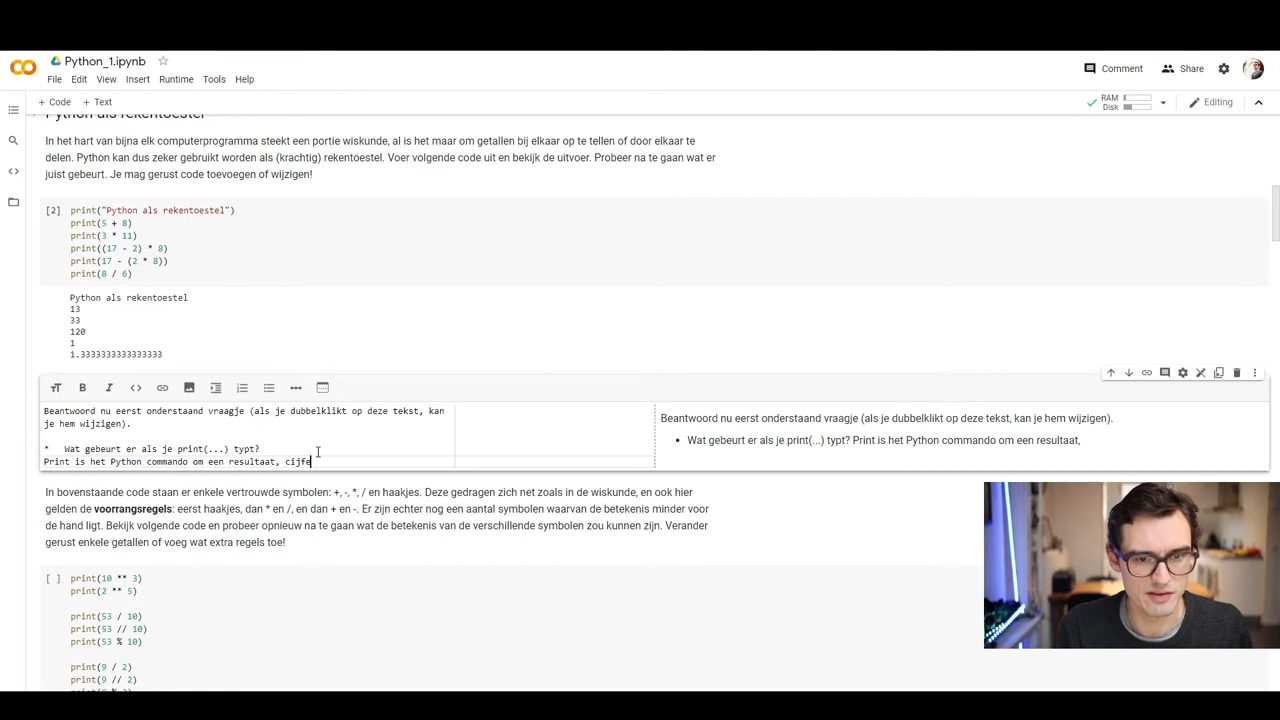 Python_1.ipynb
File Edit View Insert Runtime Tools Help
Comment Share
+ Code + Text
RAM
Disk
Editing
Python als rekentoestel
In het hart van bijna elk computerprogramma steekt een portie wiskunde, al is het maar om getallen bij elkaar op te tellen of door elkaar te
delen. Python kan dus zeker gebruikt worden als (krachtig) rekentoestel. Voer volgende code uit en bekijk de uitvoer. Probeer na te gaan wat er
juist gebeurt. Je mag gerust code toevoegen of wijzigen!
[2] print("Python als rekentoestel")
print(5 + 8)
print(3 * 11)
print((17 - 2) * 8)
print(17 - (2 * 8))
print(8 / 6)
Python als rekentoestel
13
33
120
1
1.3333333333333333
Beantwoord nu eerst onderstaand vraagje (als je dubbelklikt op deze tekst, kan
je hem wijzigen).
* Wat gebeurt er als je print(...) typt?
Print is het Python commando om een resultaat, cijfe
Beantwoord nu eerst onderstaand vraagje (als je dubbelklikt op deze tekst, kan je hem wijzigen).
• Wat gebeurt er als je print(...) typt? Print is het Python commando om een resultaat,
In bovenstaande code staan er enkele vertrouwde symbolen: +, -, *, / en haakjes. Deze gedragen zich net zoals in de wiskunde, en ook hier
gelden de voorrangsregels: eerst haakjes, dan * en /, en dan + en -. Er zijn echter nog een aantal symbolen waarvan de betekenis minder voor
de hand ligt. Bekijk volgende code en probeer opnieuw na te gaan wat de betekenis van de verschillende symbolen zou kunnen zijn. Verander
gerust enkele getallen of voeg wat extra regels toe!
[ ] print(10 ** 3)
print(2 ** 5)
print(53 / 10)
print(53 // 10)
print(53 % 10)
print(9 / 2)
print(9 // 2)